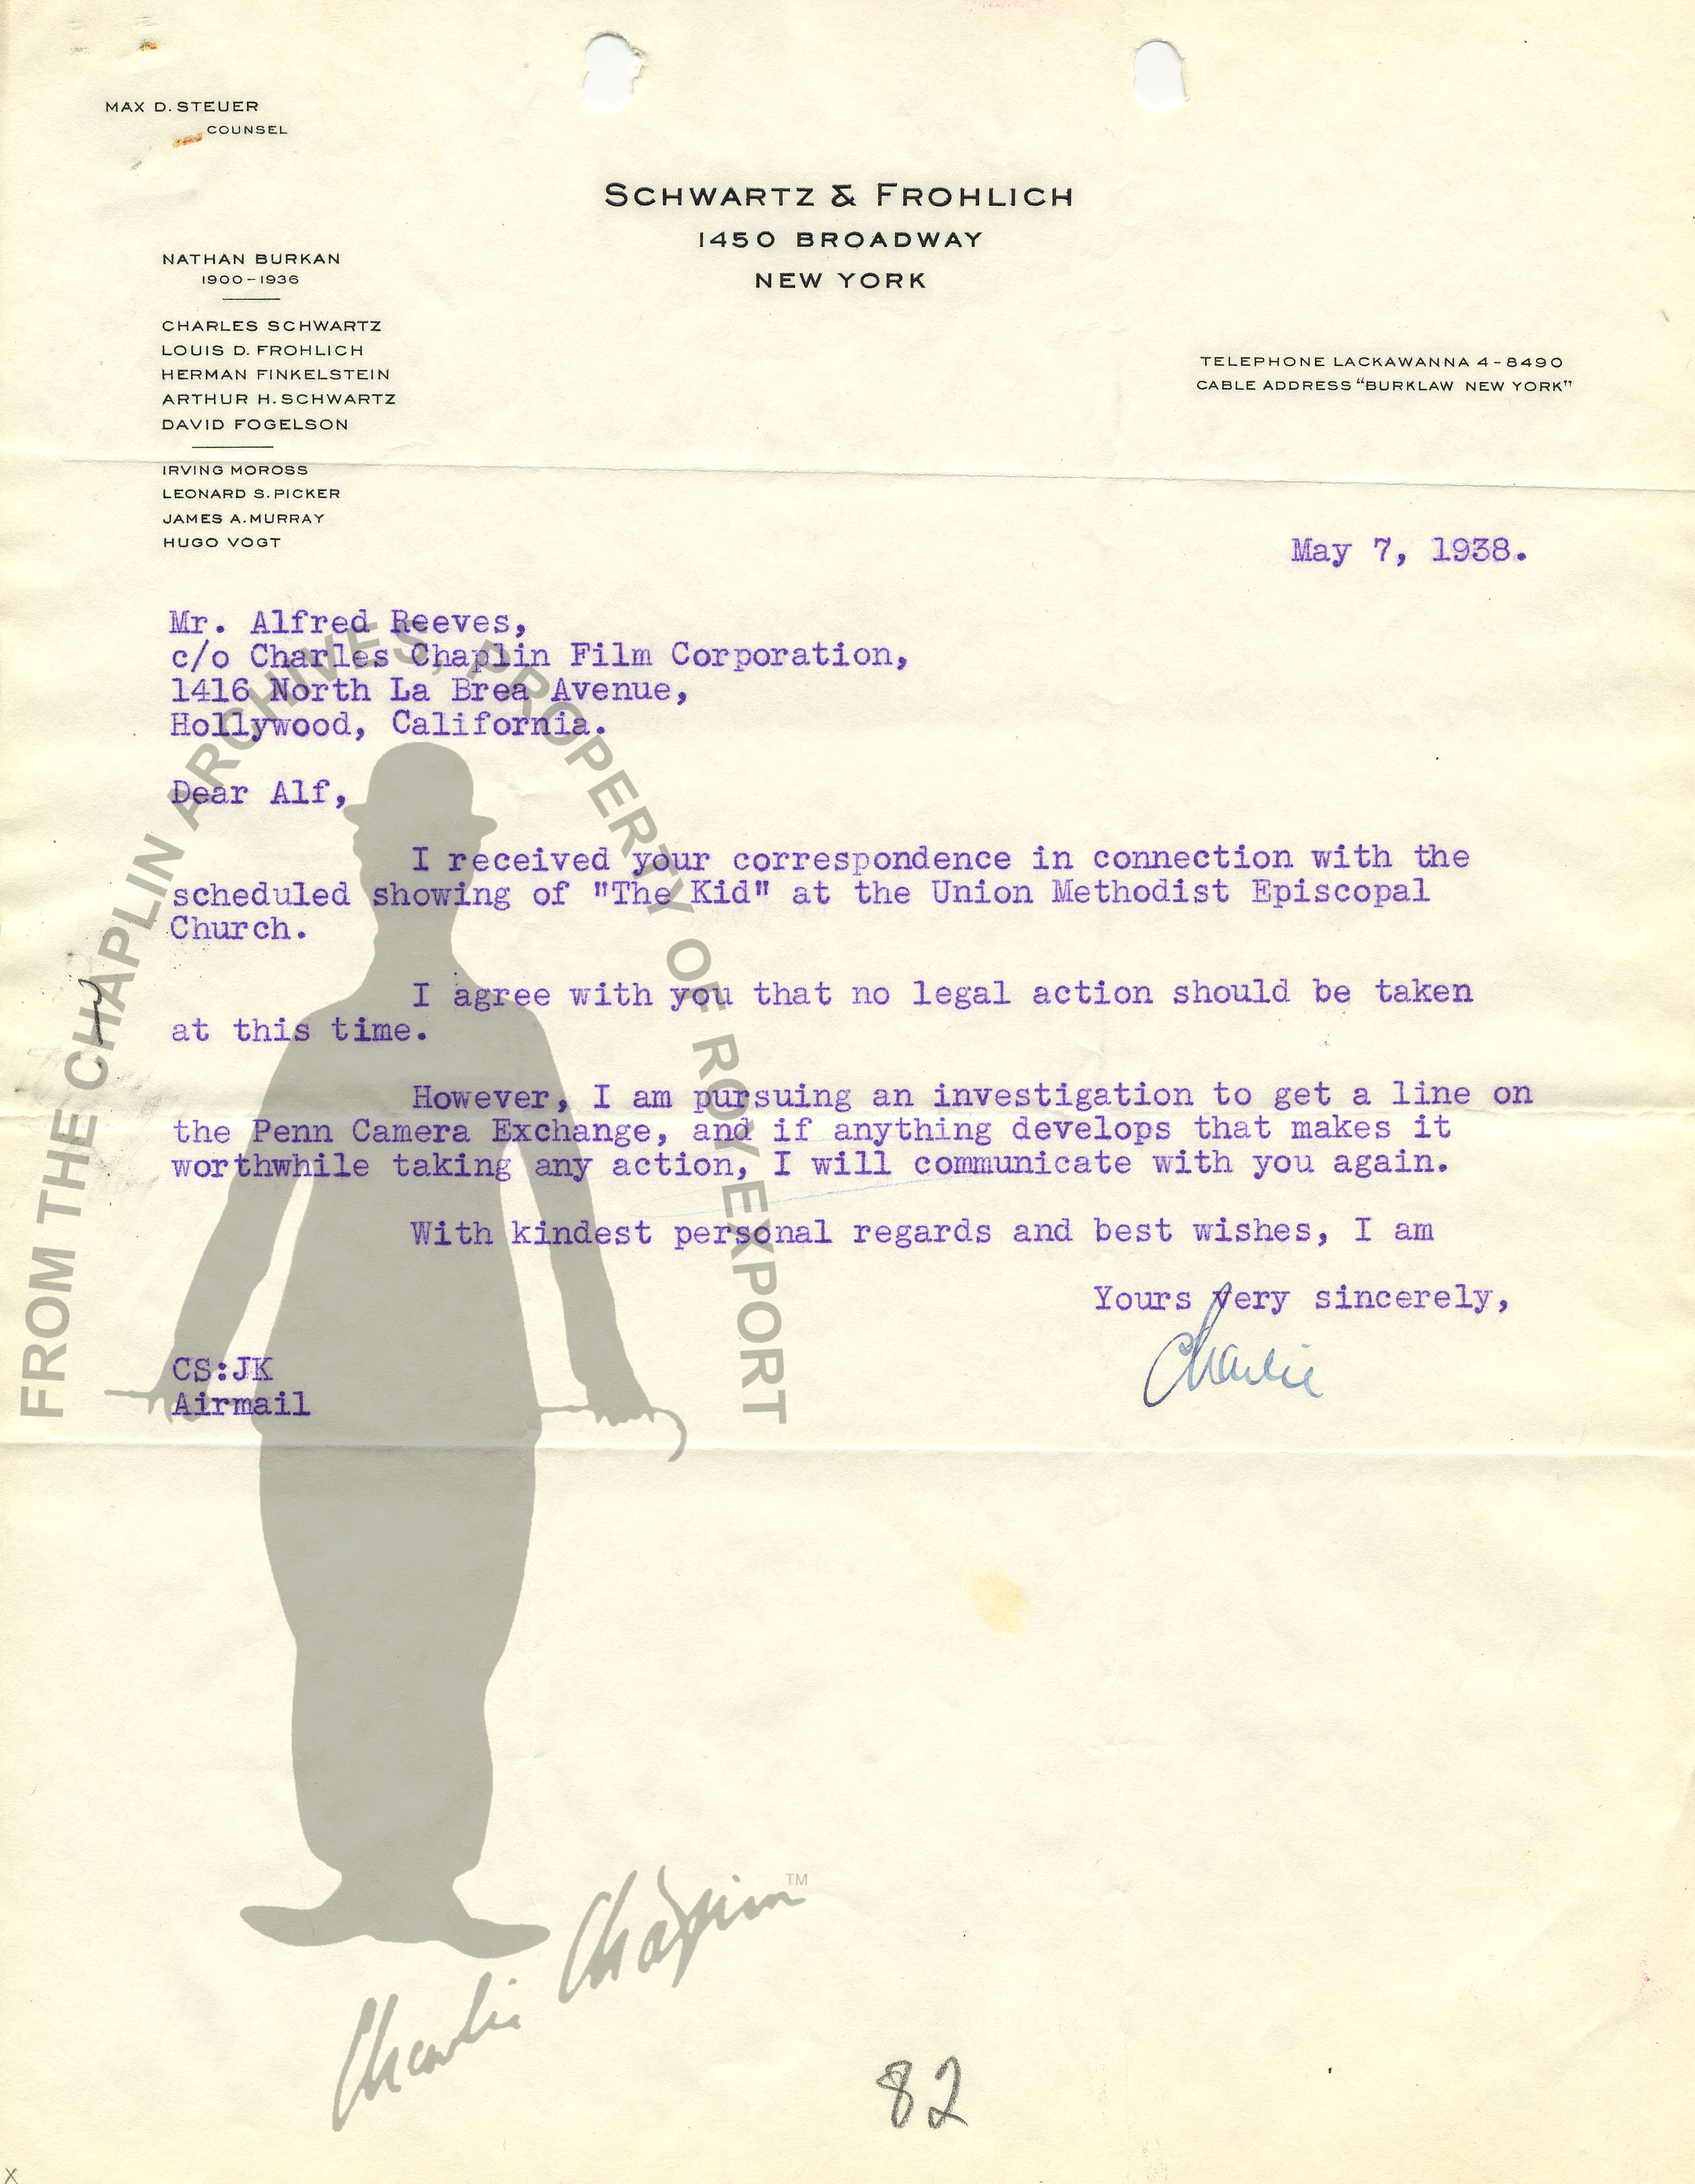 MAX D. STEUER
COUNSEL
SCHWARTZ & FROHLICH
1450 BROADWAY
NEW YORK
NATHAN BURKAN
1900-1936
CHARLES SCHWARTZ
LOUIS D. FROHLICH
HERMAN FINKELSTEIN
ARTHUR H. SCHWARTZ
DAVID FOGELSON
IRVING MOROSS
LEONARD S. PICKER
JAMES A. MURRAY
HUGO VOGT
TELEPHONE LACKAWANNA 4-8490
CABLE ADDRESS "BURKLAW NEW YORK"
May 7, 1938.
Mr. Alfred Reeves,
c/o Charles Chaplin Film Corporation,
1416 North La Brea Avenue,
Hollywood, California.
Dear Alf,
I received your correspondence in connection with the
scheduled showing of "The Kid" at the Union Methodist Episcopal
Church.
I agree with you that no legal action should be taken
at this time.
However, I am pursuing an investigation to get a line on
the Penn Camera Exchange, and if anything develops that makes it
worthwhile taking any action, I will communicate with you again.
With kindest personal regards and best wishes, I am
Yours very sincerely,
Charlie
CS:JK
Airmail
FROM THE CHAPLIN ARCHIVES, PROPERTY OF ROY EXPORT
Charlie Chaplin TM
82
x